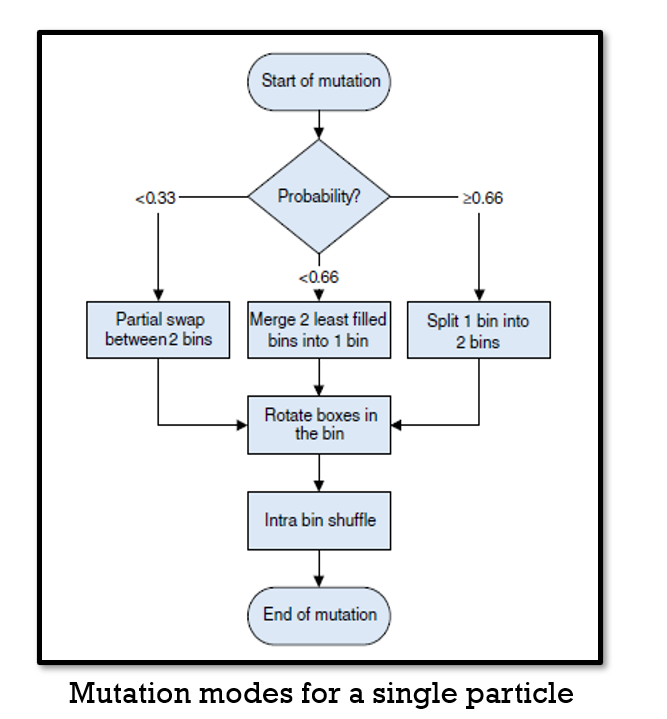 Start of mutation
Probability?
<0.33
≥0.66
<0.66
Partial swap
between 2 bins
Merge 2 least filled
bins into 1 bin
Split 1 bin into
2 bins
Rotate boxes in
the bin
Intra bin shuffle
End of mutation
Mutation modes for a single particle